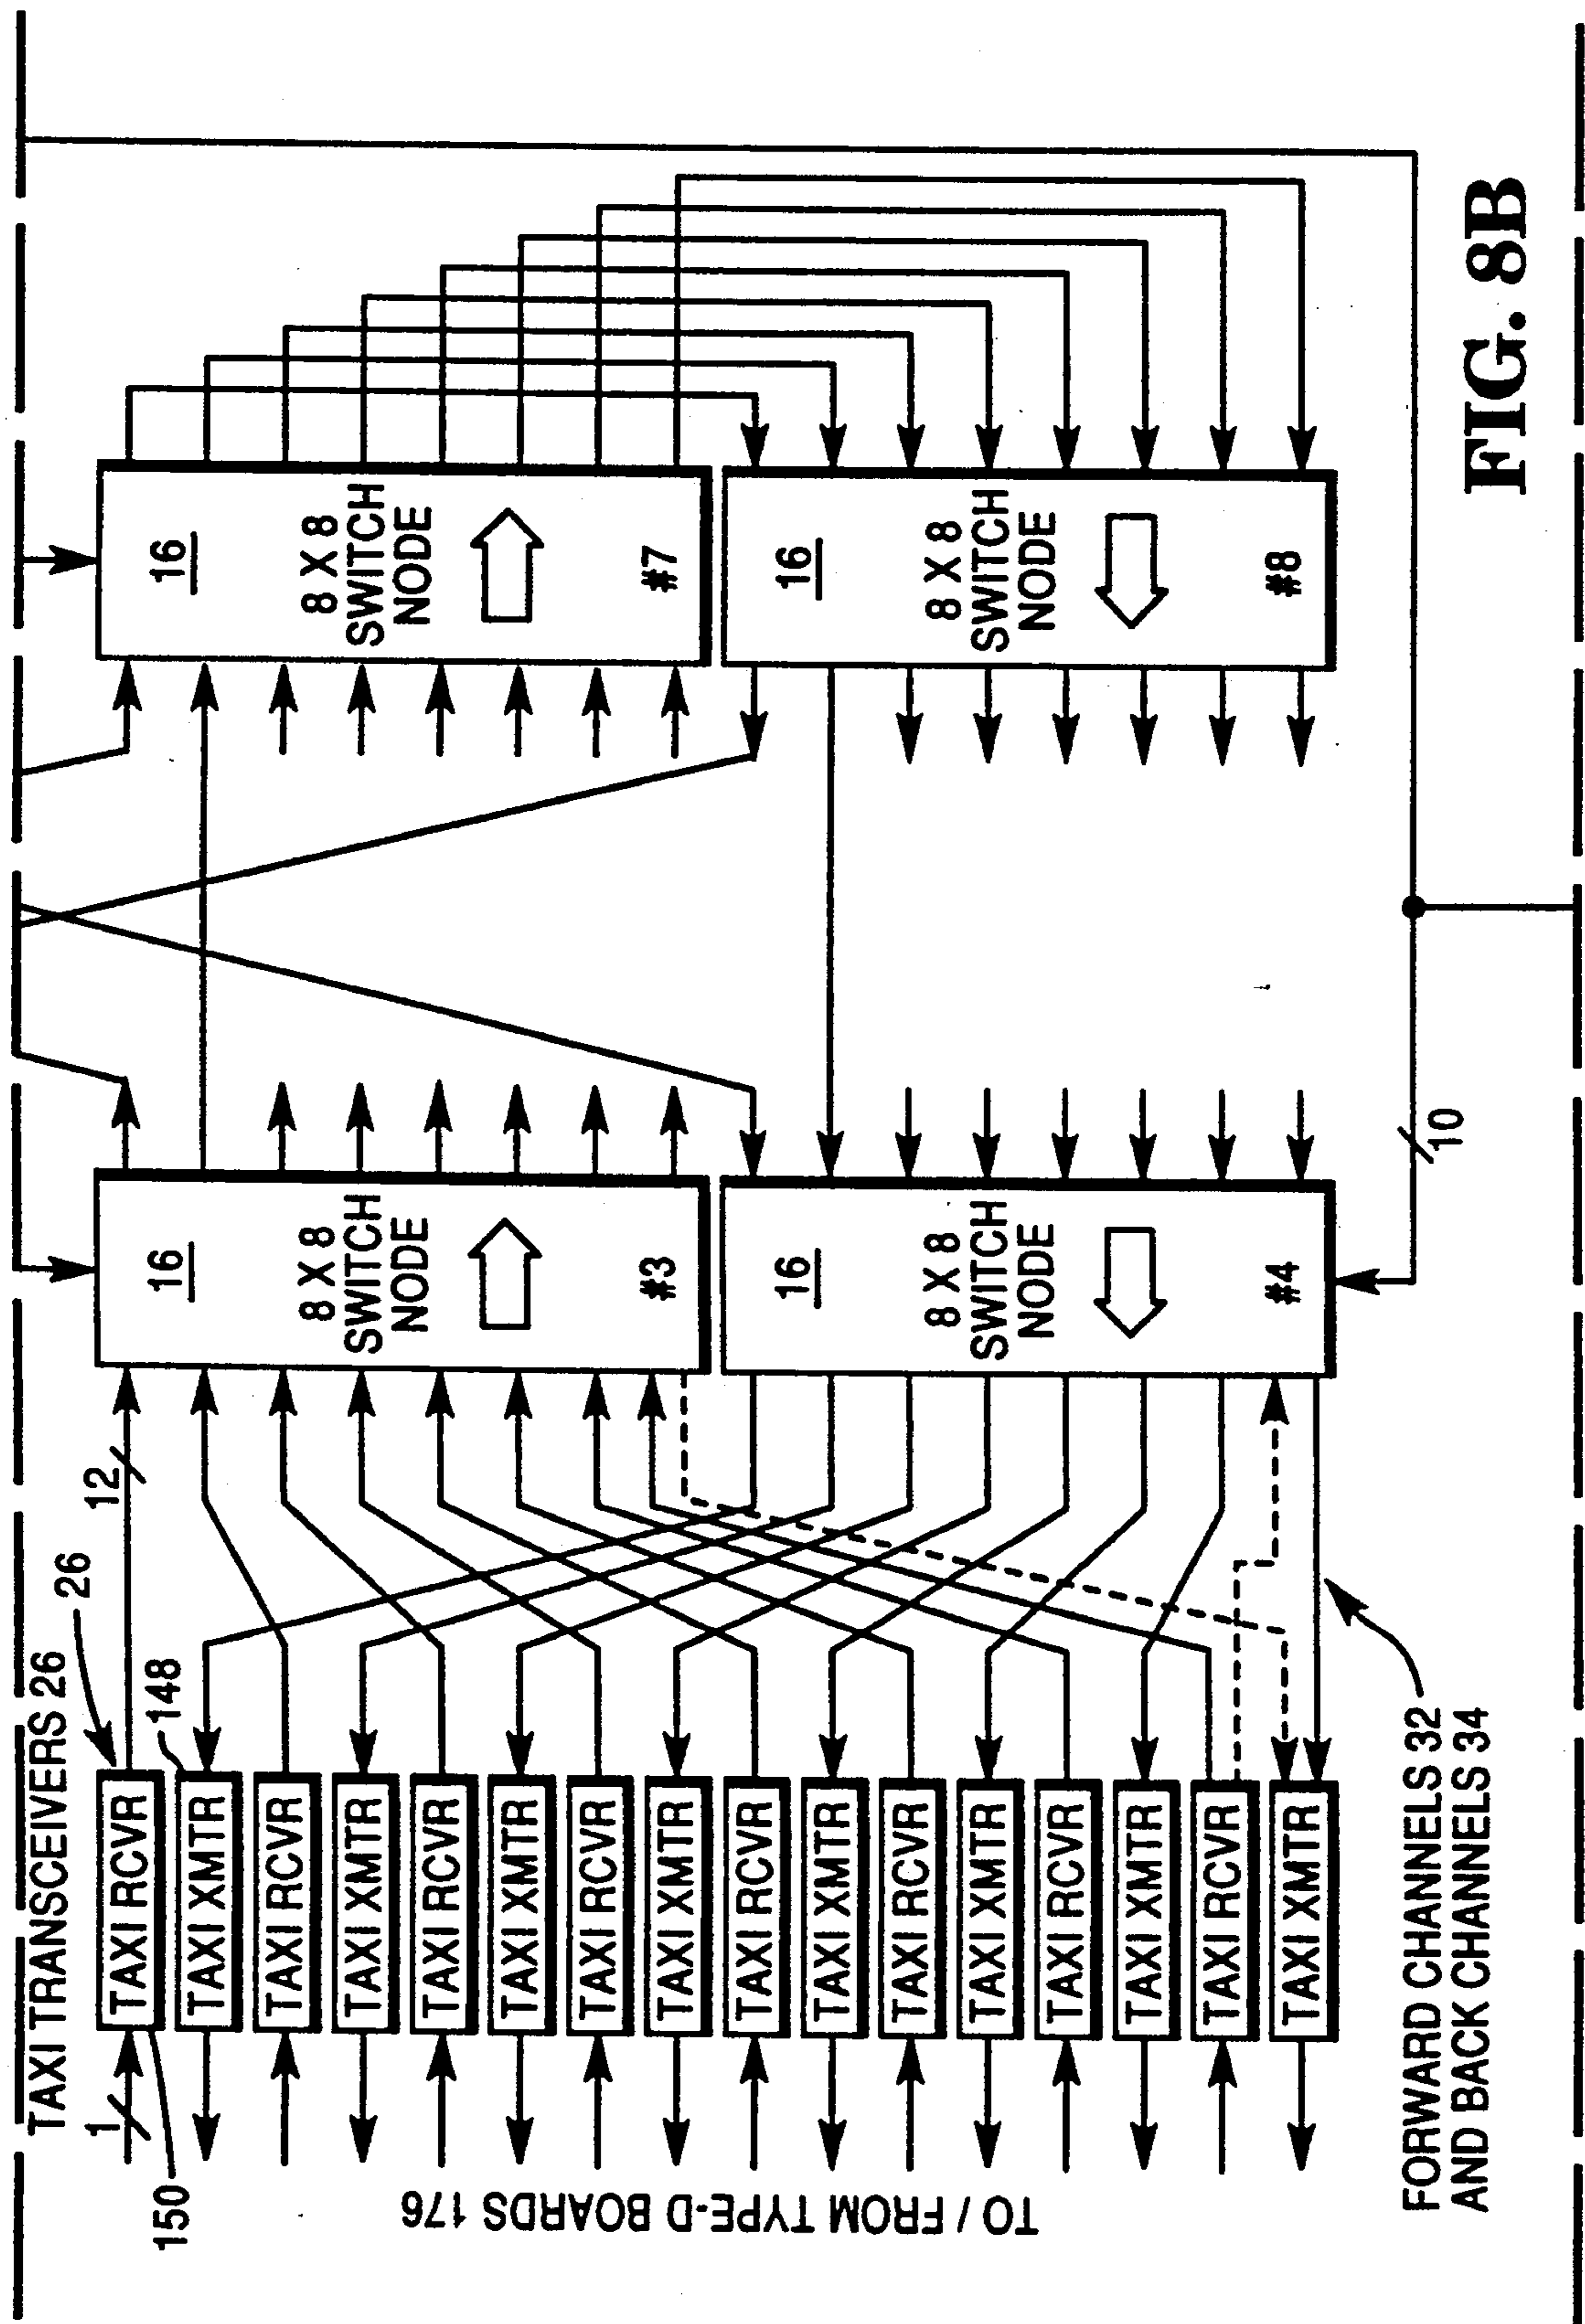 TAXI TRANSCEIVERS 26
26
1
12
150
148
TAXI RCVR
TAXI XMTR
TAXI RCVR
TAXI XMTR
TAXI RCVR
TAXI XMTR
TAXI RCVR
TAXI XMTR
TAXI RCVR
TAXI XMTR
TAXI RCVR
TAXI XMTR
TAXI RCVR
TAXI XMTR
TAXI RCVR
TAXI XMTR
TO / FROM TYPE-D BOARDS 176
16
8 X 8
SWITCH
NODE
#3
16
8 X 8
SWITCH
NODE
#4
16
8 X 8
SWITCH
NODE
#7
16
8 X 8
SWITCH
NODE
#8
10
FORWARD CHANNELS 32
AND BACK CHANNELS 34
FIG. 8B